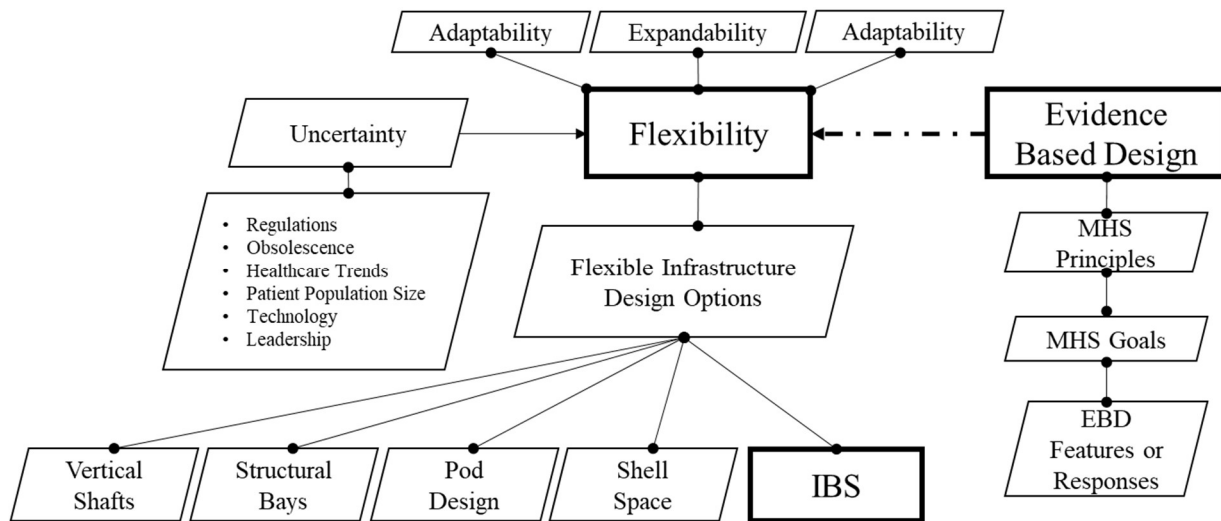 Adaptability
Expandability
Adaptability
Uncertainty
Flexibility
Evidence
Based Design
• Regulations
• Obsolescence
• Healthcare Trends
• Patient Population Size
• Technology
• Leadership
Flexible Infrastructure
Design Options
MHS
Principles
MHS Goals
EBD
Features or
Responses
Vertical
Shafts
Structural
Bays
Pod
Design
Shell
Space
IBS